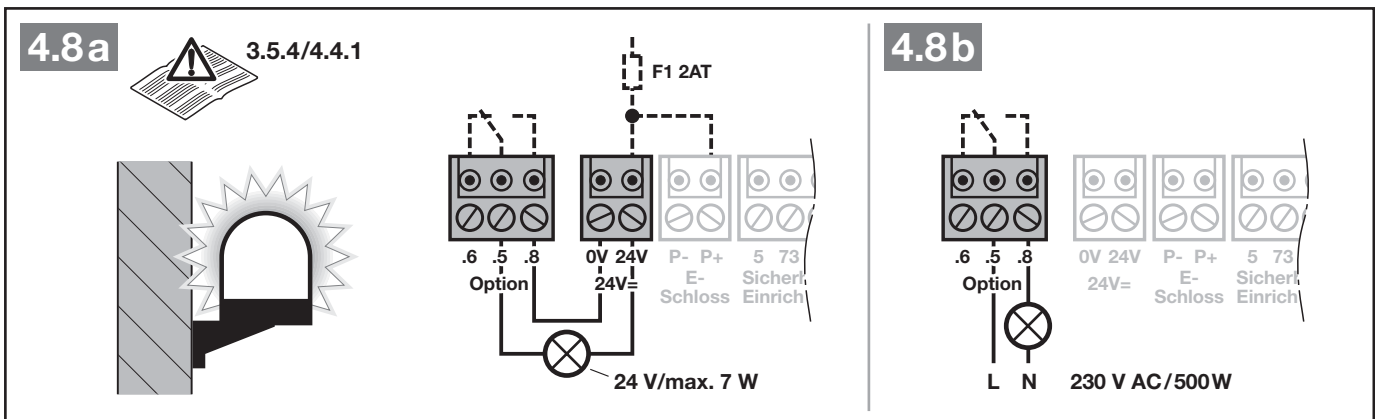 4.8a
3.5.4/4.4.1
F1 2AT
.6 .5 .8
Option
0V 24V
24V=
P- P+
E-
Schloss
5 73
Sicherh
Einrich
24 V/max. 7 W
4.8b
.6 .5 .8
Option
0V 24V
24V=
P- P+
E-
Schloss
5 73
Sicherh
Einrich
L N
230 V AC/500W